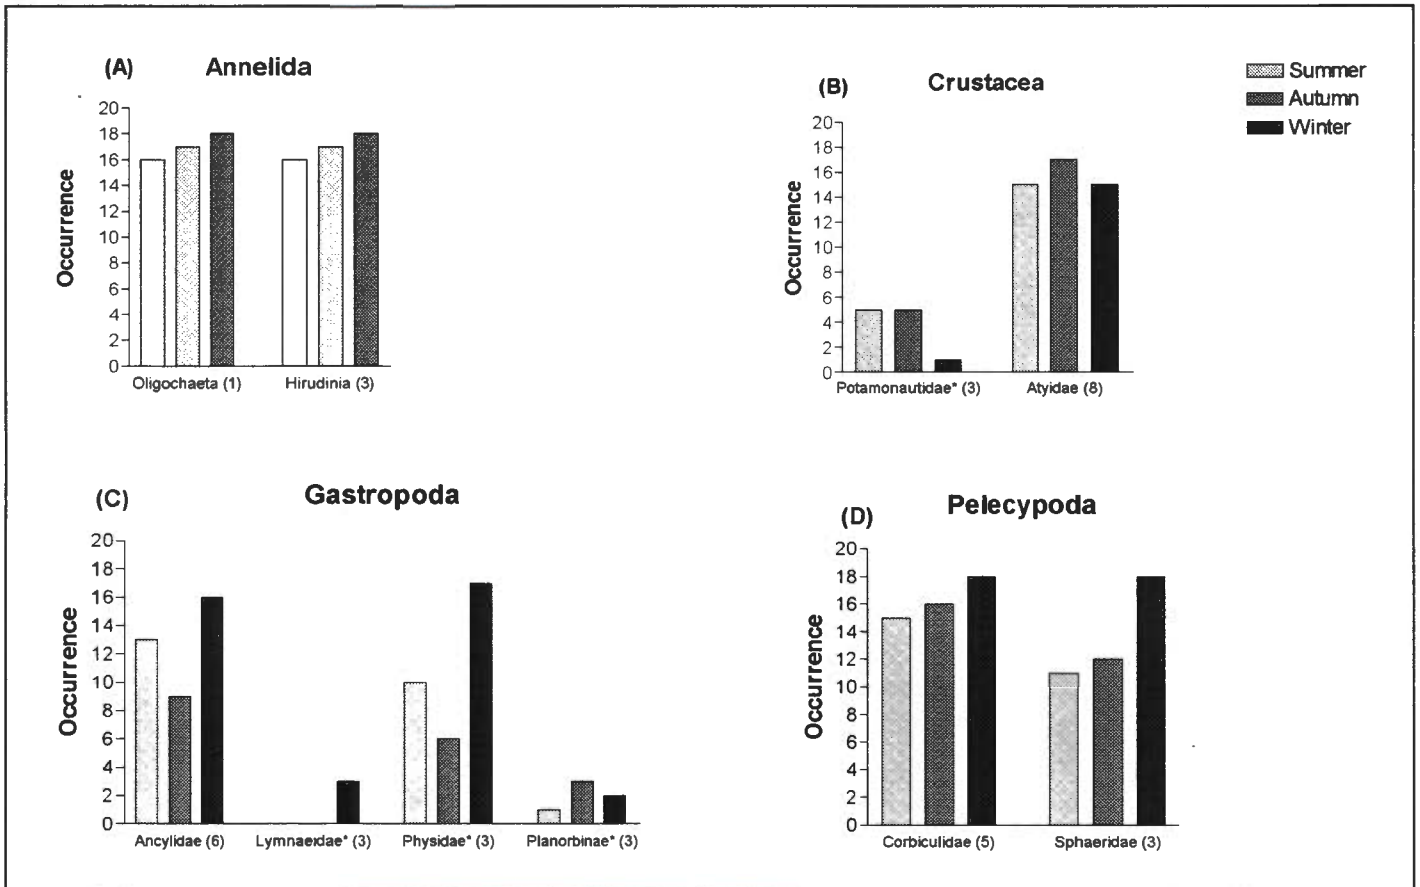 (A) Annelida
Occurrence
20
18
16
14
12
10
8
6
4
2
0
Oligochaeta (1) Hirudinia (3)
(B) Crustacea
Occurrence
20
18
16
14
12
10
8
6
4
2
0
Potamonautidae* (3) Atyidae (8)
Summer
Autumn
Winter
(C) Gastropoda
Occurrence
20
18
16
14
12
10
8
6
4
2
0
Ancylidae (6) Lymnaeidae* (3) Physidae* (3) Planorbinae* (3)
(D) Pelecypoda
Occurrence
20
18
16
14
12
10
8
6
4
2
0
Corbiculidae (5) Sphaeridae (3)